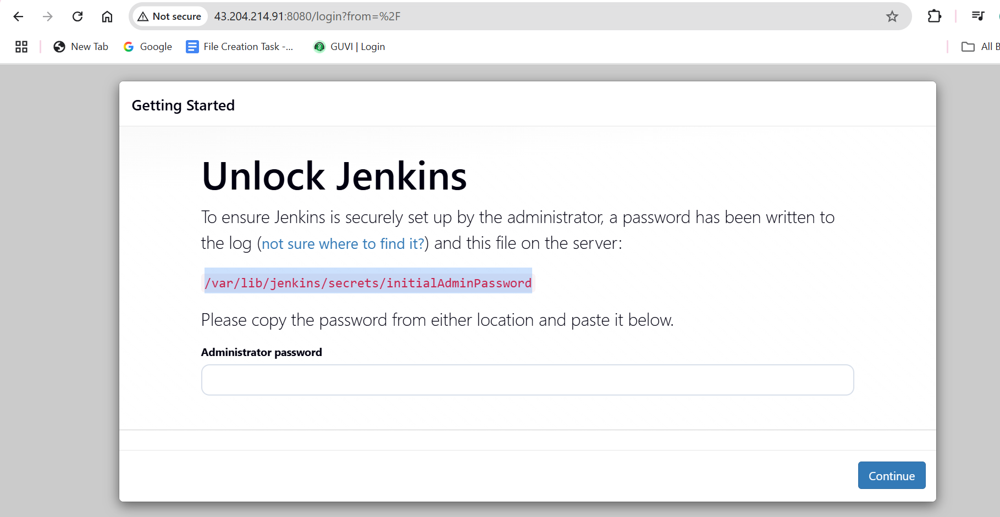 Not secure 43.204.214.91:8080/login?from=%2F
New Tab Google File Creation Task -... GUVI | Login All B
Getting Started
Unlock Jenkins
To ensure Jenkins is securely set up by the administrator, a password has been written to
the log (not sure where to find it?) and this file on the server:
/var/lib/jenkins/secrets/initialAdminPassword
Please copy the password from either location and paste it below.
Administrator password
Continue